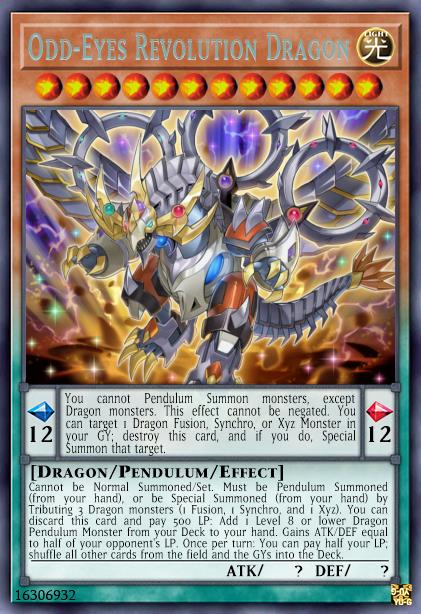 Odd-Eyes Revolution Dragon
LIGHT
光
You cannot Pendulum Summon monsters, except
Dragon monsters. This effect cannot be negated. You
can target 1 Dragon Fusion, Synchro, or Xyz Monster in
your GY; destroy this card, and if you do, Special
Summon that target.
12
12
[Dragon/Pendulum/Effect]
Cannot be Normal Summoned/Set. Must be Pendulum Summoned
(from your hand), or be Special Summoned (from your hand) by
Tributing 3 Dragon monsters (1 Fusion, 1 Synchro, and 1 Xyz). You can
discard this card and pay 500 LP: Add 1 Level 8 or lower Dragon
Pendulum Monster from your Deck to your hand. Gains ATK/DEF equal
to half of your opponent's LP. Once per turn: You can pay half your LP;
shuffle all other cards from the field and the GYs into the Deck.
ATK/ ? DEF/ ?
16306932